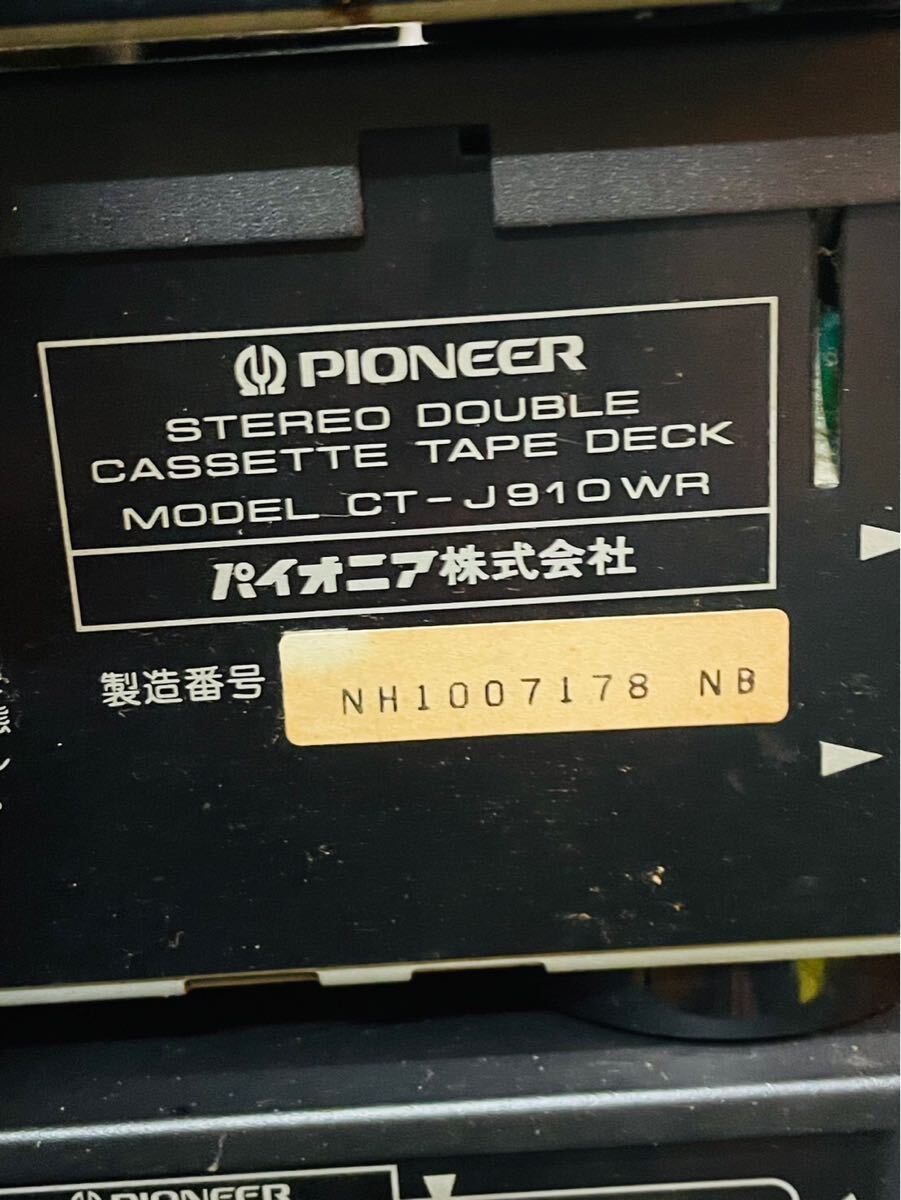 PIONEER
STEREO DOUBLE
CASSETTE TAPE DECK
MODEL CT-J910WR
パイオニア株式会社
製造番号 NH1007178 NB
PIONEER